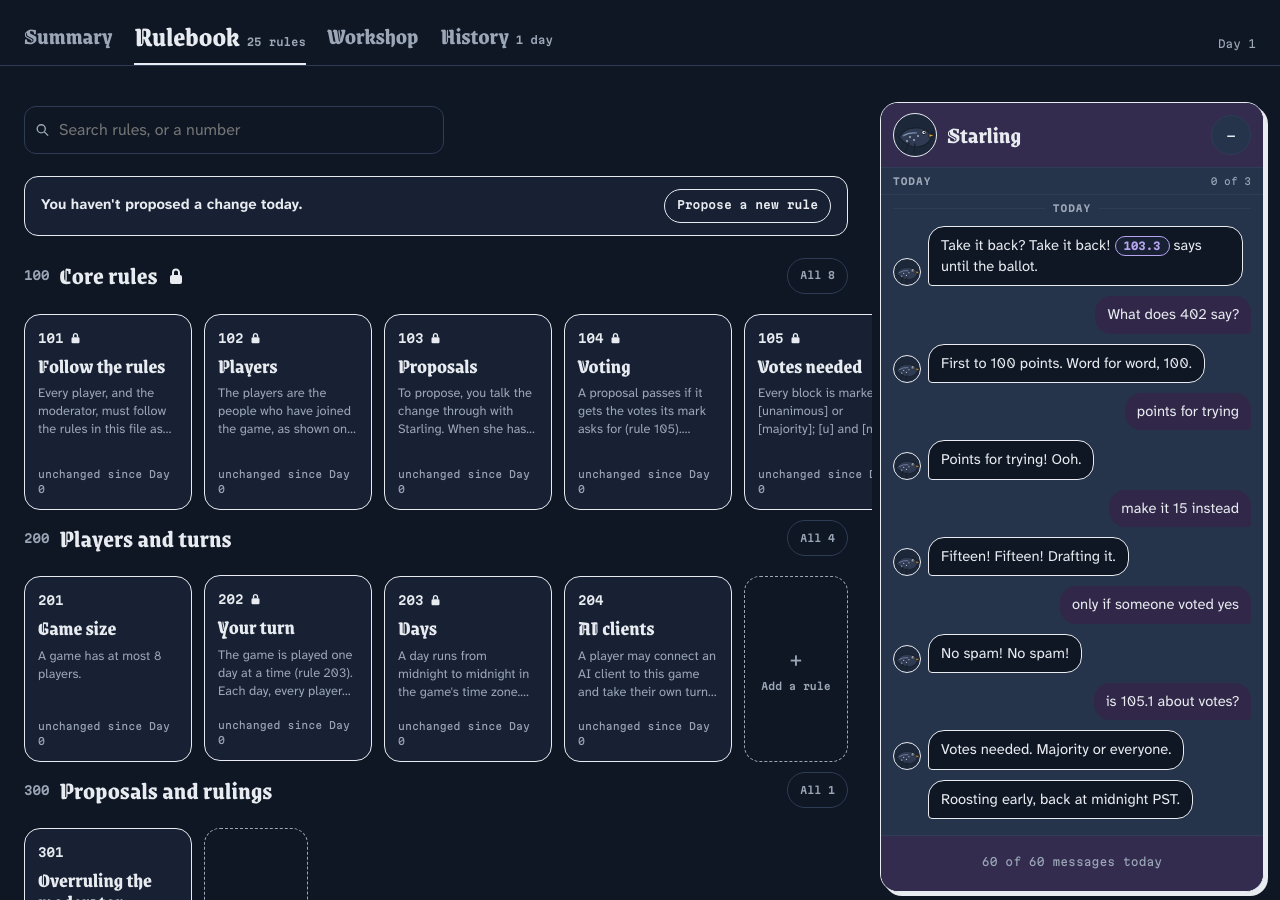 Summary
Rulebook 25 rules
Workshop
History 1 day
Day 1
Search rules, or a number
You haven't proposed a change today.
Propose a new rule
100 Core rules
All 8
101
Follow the rules
Every player, and the
moderator, must follow
the rules in this file as…
unchanged since Day
0
102
Players
The players are the
people who have joined
the game, as shown on…
unchanged since Day
0
103
Proposals
To propose, you talk the
change through with
Starling. When she has…
unchanged since Day
0
104
Voting
A proposal passes if it
gets the votes its mark
asks for (rule 105).…
unchanged since Day
0
105
Votes needed
Every block is marke
[unanimous] or
[majority]; [u] and [m
unchanged since D
0
200 Players and turns
All 4
201
Game size
A game has at most 8
players.
unchanged since Day
0
202
Your turn
The game is played one
day at a time (rule 203).
Each day, every player…
unchanged since Day
0
203
Days
A day runs from
midnight to midnight in
the game's time zone.…
unchanged since Day
0
204
AI clients
A player may connect an
AI client to this game
and take their own turn…
unchanged since Day
0
+
Add a rule
300 Proposals and rulings
All 1
301
Overruling the
Starling
–
TODAY
0 of 3
TODAY
Take it back? Take it back! 103.3 says
until the ballot.
What does 402 say?
First to 100 points. Word for word, 100.
points for trying
Points for trying! Ooh.
make it 15 instead
Fifteen! Fifteen! Drafting it.
only if someone voted yes
No spam! No spam!
is 105.1 about votes?
Votes needed. Majority or everyone.
Roosting early, back at midnight PST.
60 of 60 messages today